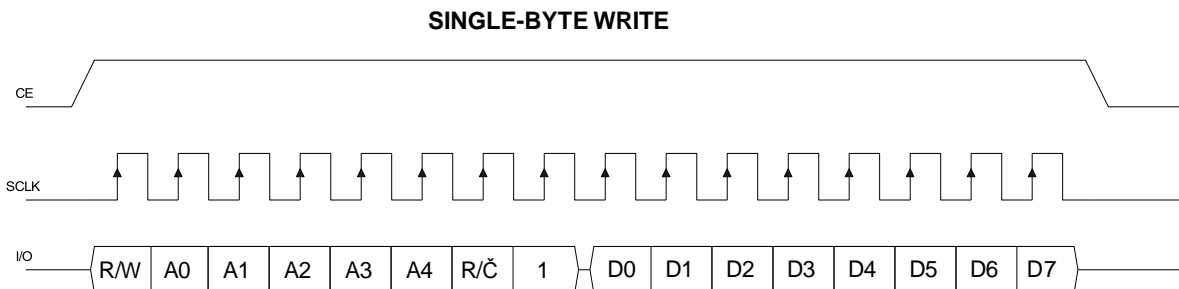 SINGLE-BYTE WRITE
CE
SCLK
I/O
R/W A0 A1 A2 A3 A4 R/Č 1 D0 D1 D2 D3 D4 D5 D6 D7